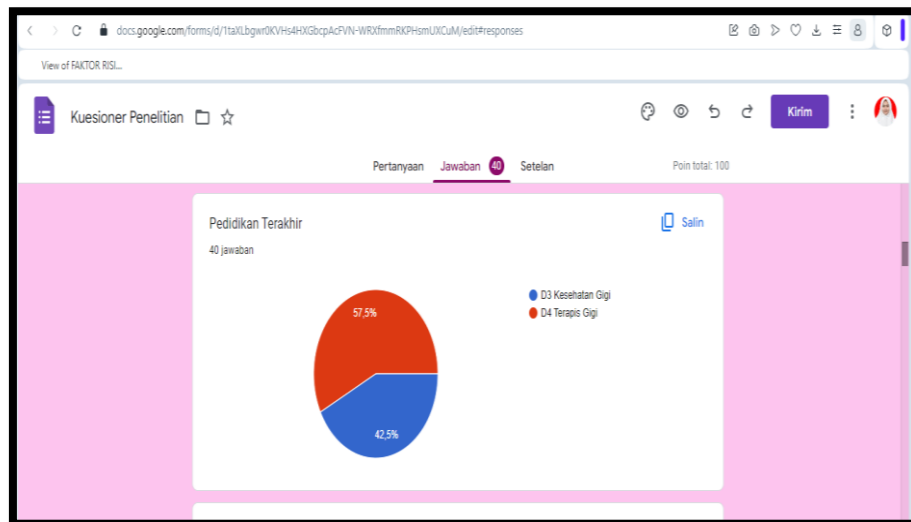 docs.google.com/forms/d/1taXLbgwr0KVHs4HXGbcpAcFVN-WRXfmmRKPHsmUXCuM/edit#responses
View of FAKTOR RISI...
Kuesioner Penelitian
Kirim
Pertanyaan Jawaban 40 Setelan Poin total: 100
Pedidikan Terakhir
Salin
40 jawaban
D3 Kesehatan Gigi
D4 Terapis Gigi
57,5%
42,5%